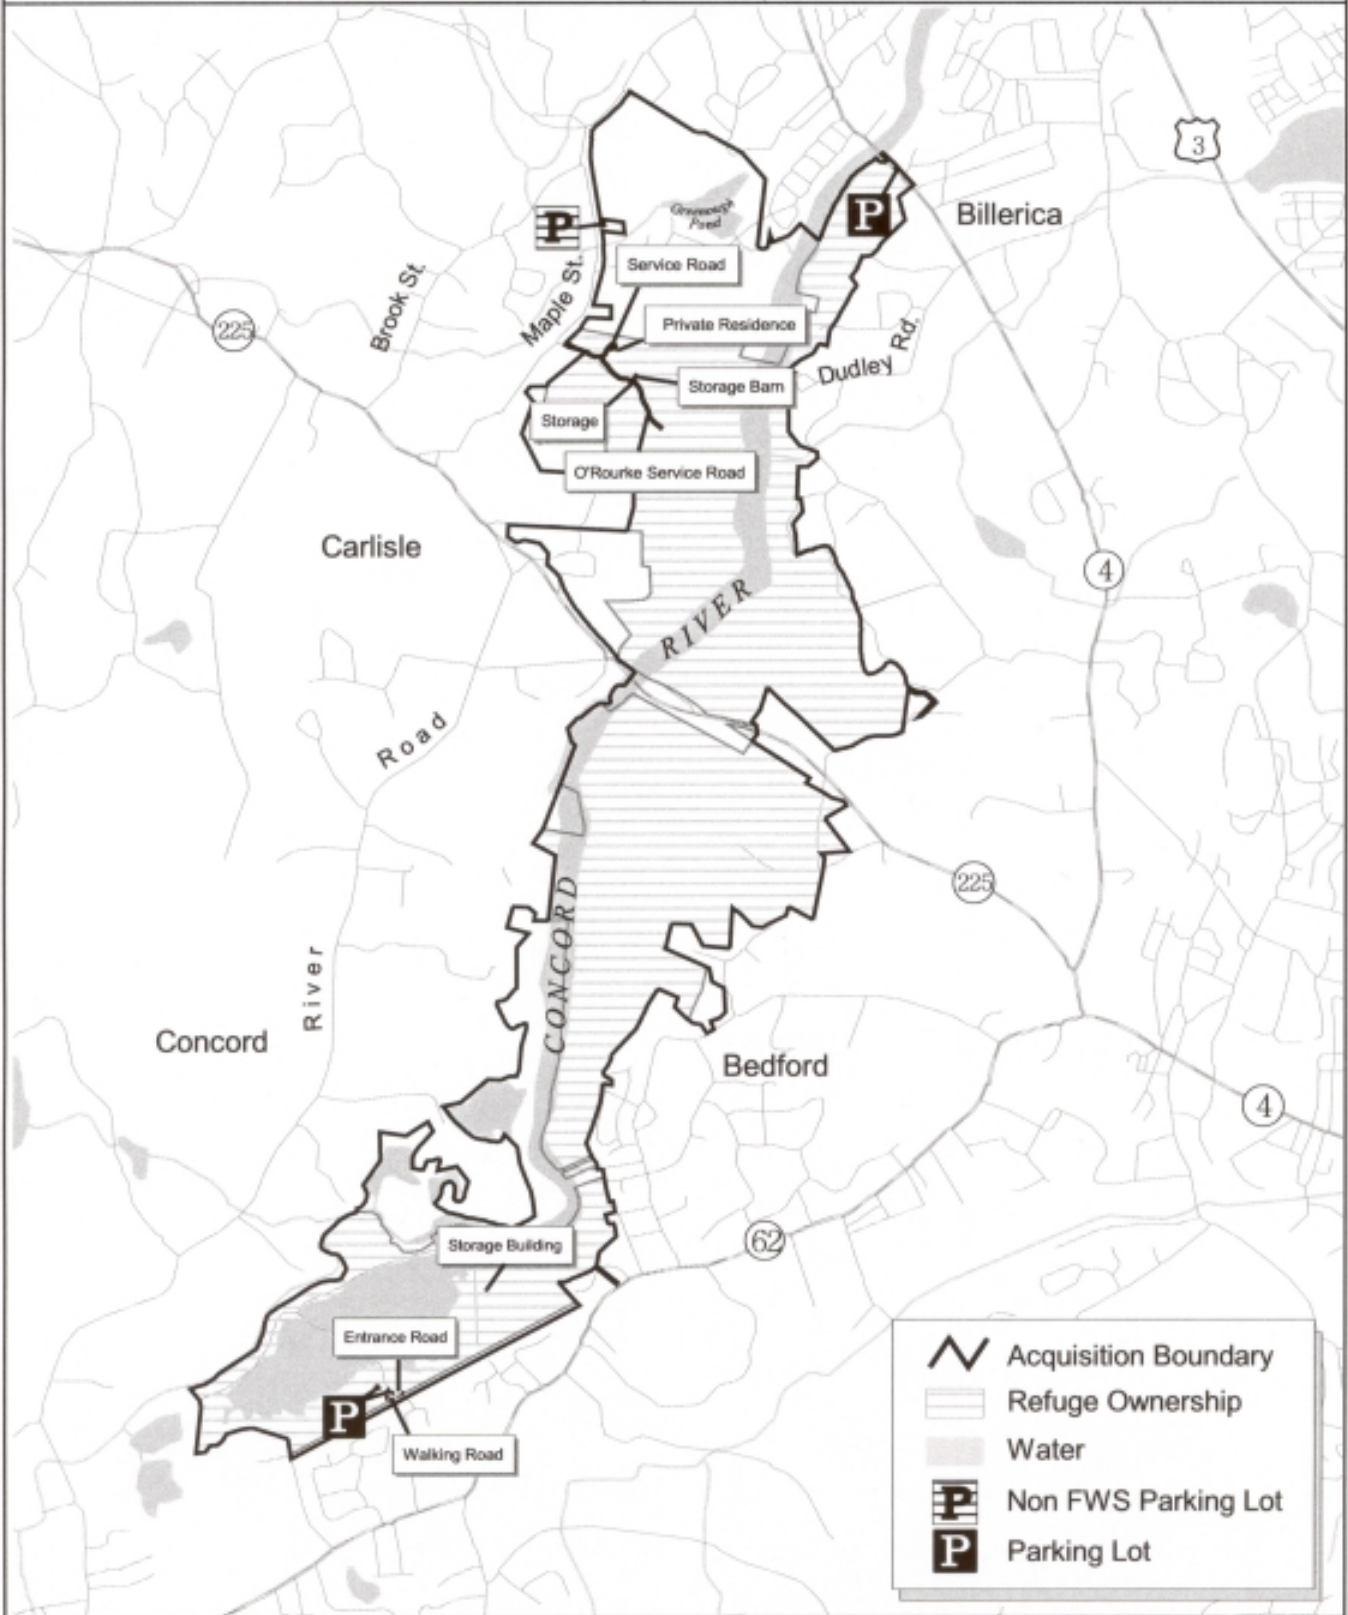 3
P
Billerica
P
Greenough
Pond
Service Road
Brook St.
Maple St.
225
Private Residence
Dudley Rd.
Storage Barn
Storage
O'Rourke Service Road
Carlisle
4
RIVER
Road
225
CONCORD
River
Concord
Bedford
4
62
Storage Building
Entrance Road
P
Walking Road
Acquisition Boundary
Refuge Ownership
Water
P Non FWS Parking Lot
P Parking Lot